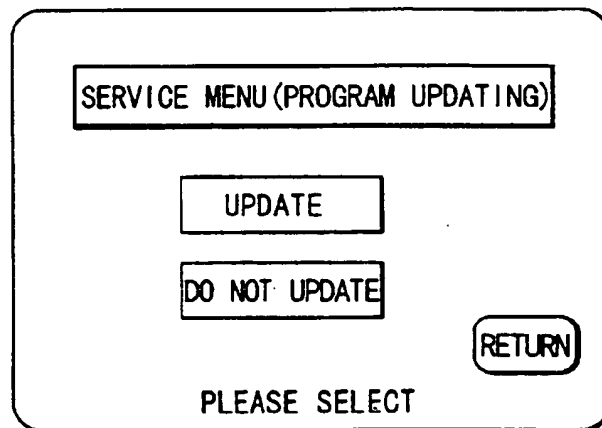 SERVICE MENU(PROGRAM UPDATING)
UPDATE
DO NOT UPDATE
RETURN
PLEASE SELECT